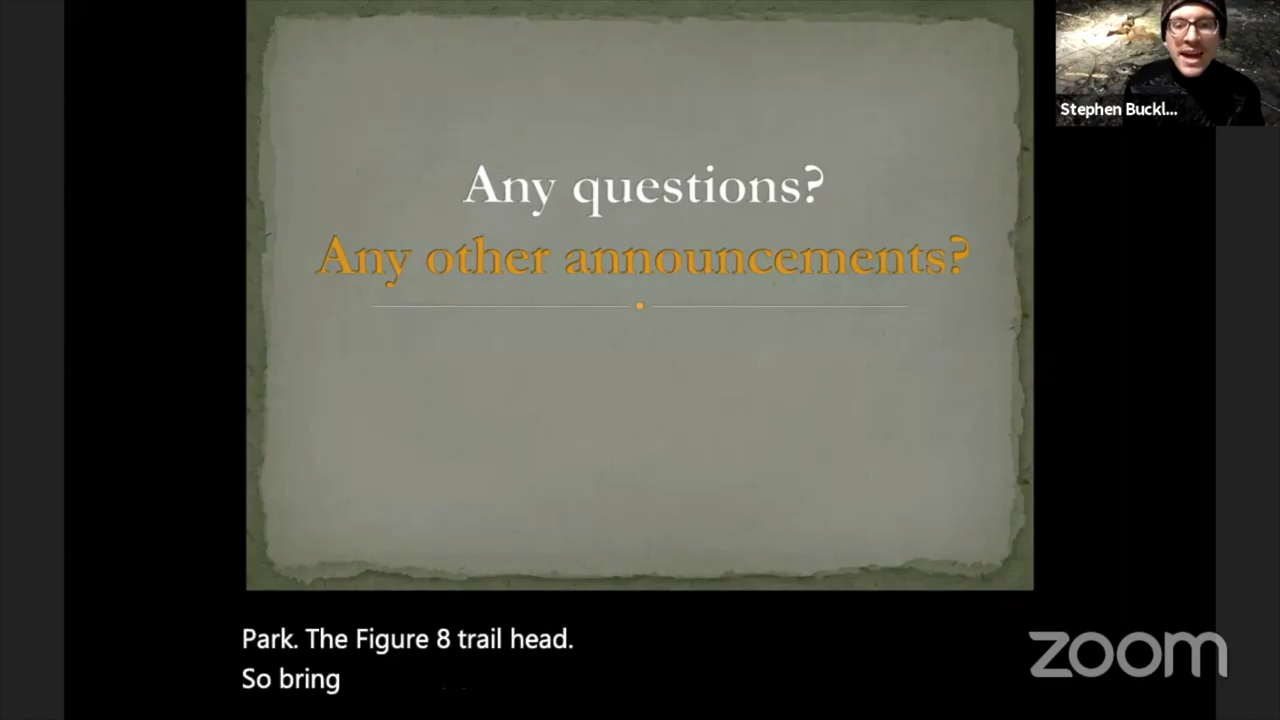 Any questions?
Any other announcements?
Stephen Buckl...
Park. The Figure 8 trail head.
So bring
zoom